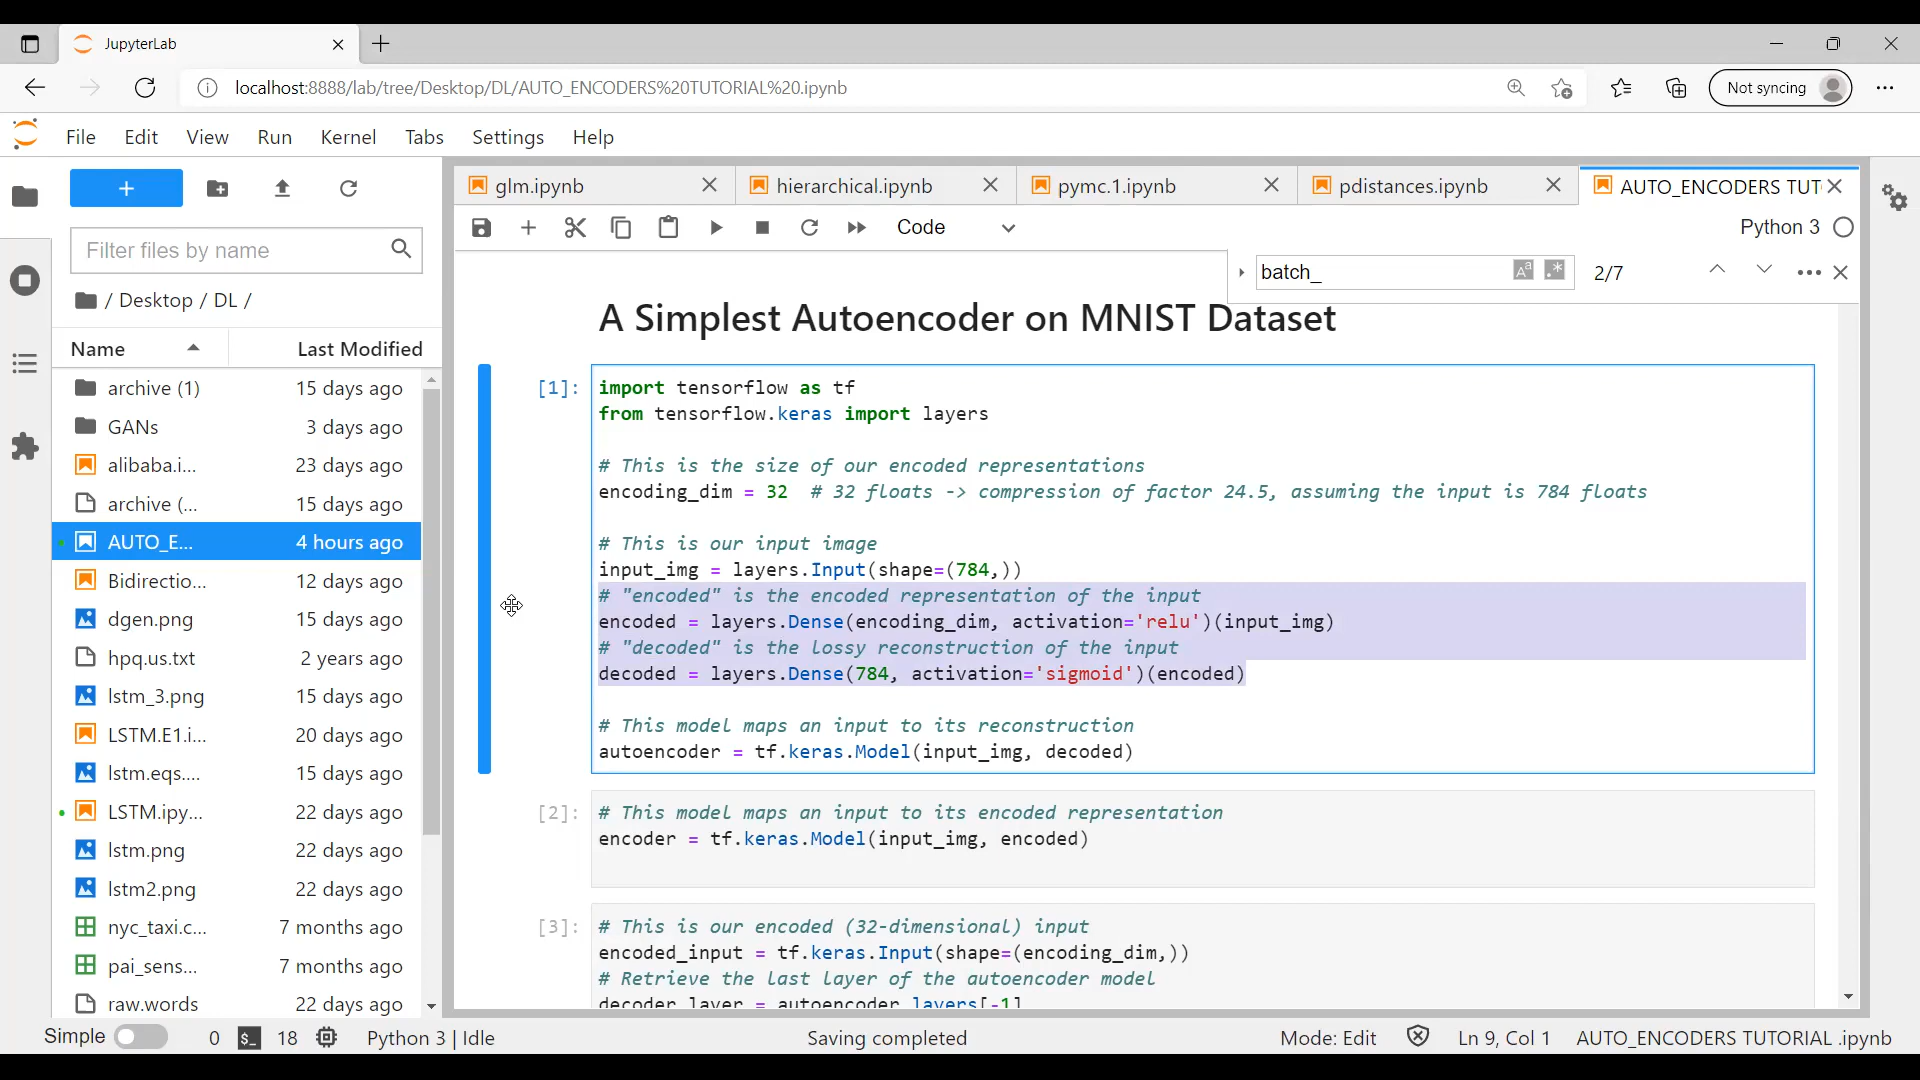 JupyterLab
localhost:8888/lab/tree/Desktop/DL/AUTO_ENCODERS%20TUTORIAL%20.ipynb
Not syncing
File Edit View Run Kernel Tabs Settings Help
glm.ipynb
hierarchical.ipynb
pymc.1.ipynb
pdistances.ipynb
AUTO_ENCODERS TUT
Code
Python 3
Filter files by name
/ Desktop / DL /
batch_
2/7
Name Last Modified
archive (1) 15 days ago
GANs 3 days ago
alibaba.i... 23 days ago
archive (... 15 days ago
AUTO_E... 4 hours ago
Bidirectio... 12 days ago
dgen.png 15 days ago
hpq.us.txt 2 years ago
lstm_3.png 15 days ago
LSTM.E1.i... 20 days ago
lstm.eqs.... 15 days ago
LSTM.ipy... 22 days ago
lstm.png 22 days ago
lstm2.png 22 days ago
nyc_taxi.c... 7 months ago
pai_sens... 7 months ago
raw.words 22 days ago
A Simplest Autoencoder on MNIST Dataset
[1]:
import tensorflow as tf
from tensorflow.keras import layers
# This is the size of our encoded representations
encoding_dim = 32 # 32 floats -> compression of factor 24.5, assuming the input is 784 floats
# This is our input image
input_img = layers.Input(shape=(784,))
# "encoded" is the encoded representation of the input
encoded = layers.Dense(encoding_dim, activation='relu')(input_img)
# "decoded" is the lossy reconstruction of the input
decoded = layers.Dense(784, activation='sigmoid')(encoded)
# This model maps an input to its reconstruction
autoencoder = tf.keras.Model(input_img, decoded)
[2]:
# This model maps an input to its encoded representation
encoder = tf.keras.Model(input_img, encoded)
[3]:
# This is our encoded (32-dimensional) input
encoded_input = tf.keras.Input(shape=(encoding_dim,))
# Retrieve the last layer of the autoencoder model
decoder_layer = autoencoder.layers[-1]
Simple 0 $_ 18 Python 3 | Idle Saving completed Mode: Edit Ln 9, Col 1 AUTO_ENCODERS TUTORIAL .ipynb